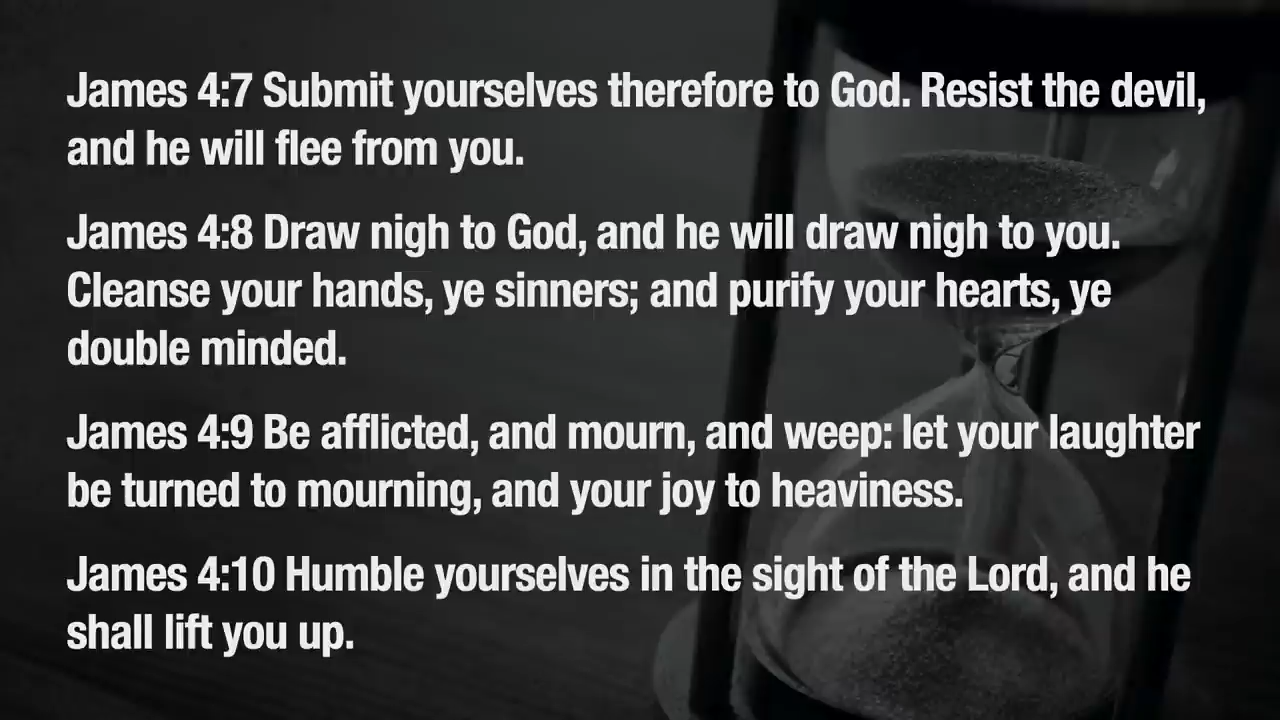 James 4:7 Submit yourselves therefore to God. Resist the devil,
and he will flee from you.
James 4:8 Draw nigh to God, and he will draw nigh to you.
Cleanse your hands, ye sinners; and purify your hearts, ye
double minded.
James 4:9 Be afflicted, and mourn, and weep: let your laughter
be turned to mourning, and your joy to heaviness.
James 4:10 Humble yourselves in the sight of the Lord, and he
shall lift you up.